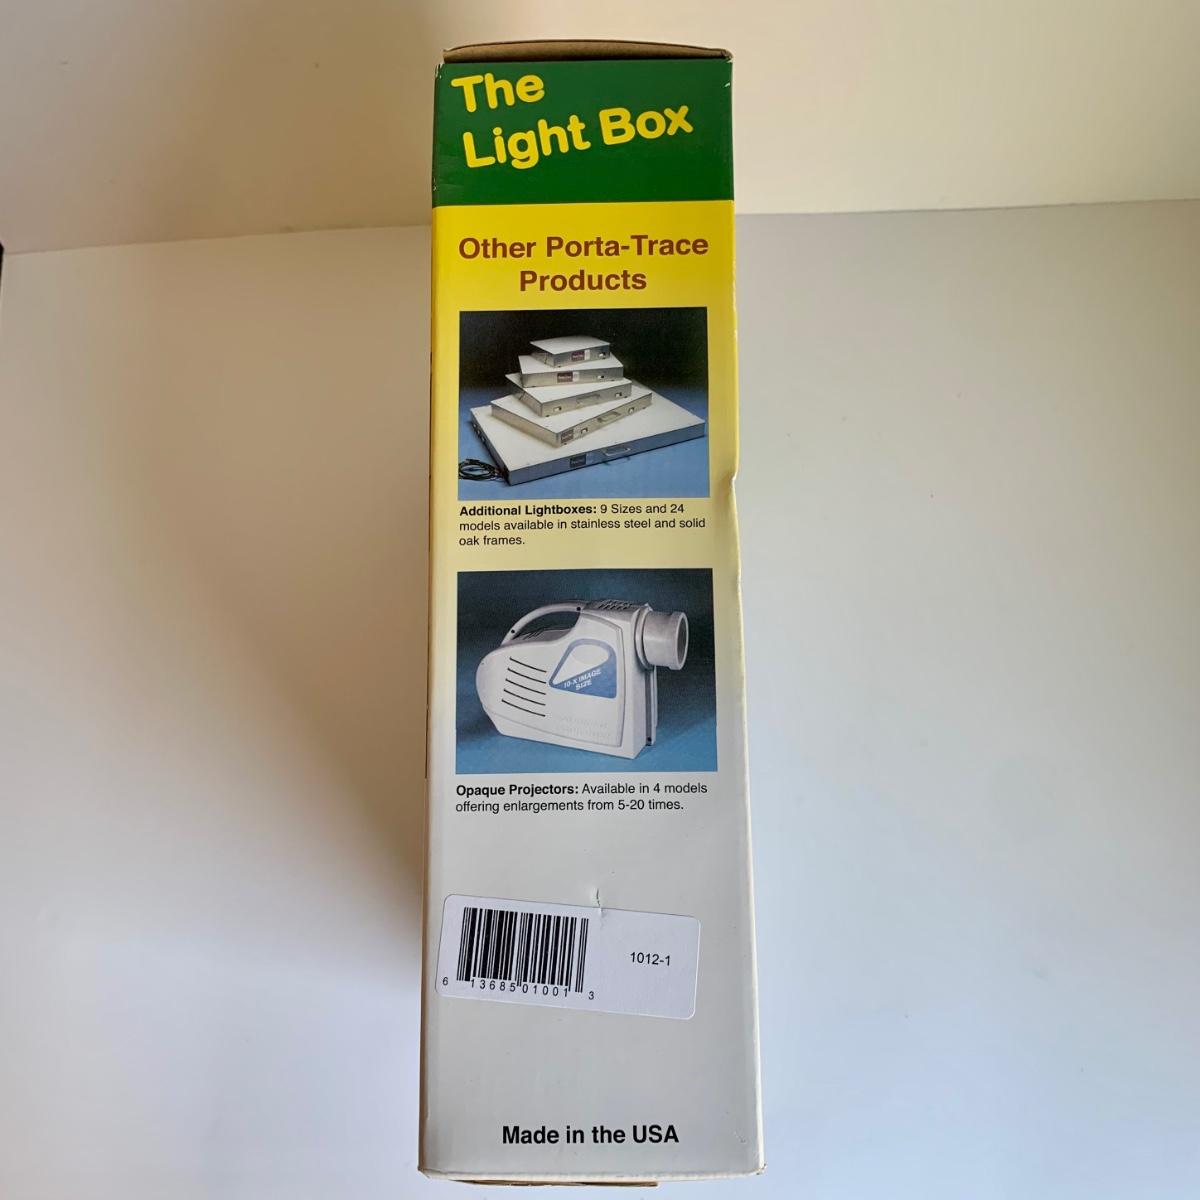 The
Light Box
Other Porta-Trace
Products
Additional Lightboxes: 9 Sizes and 24
models available in stainless steel and solid
oak frames.
10-X IMAGE
SIZE
Opaque Projectors: Available in 4 models
offering enlargements from 5-20 times.
1012-1
6 13685 01001 3
Made in the USA